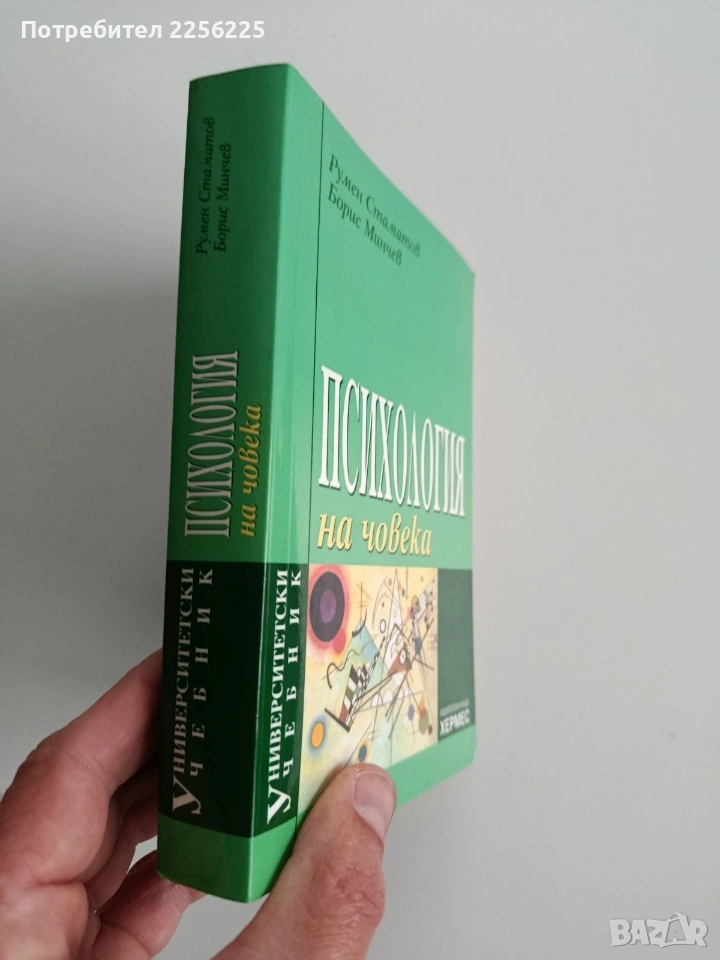 Потребител 2256225
Румен Стаматов
Борис Минчев
ПСИХОЛОГИЯ
на човека
УНИВЕРСИТЕТСКИ
УЧЕБНИК
Румен Стаматов
Борис Минчев
ПСИХОЛОГИЯ
на човека
УНИВЕРСИТЕТСКИ
УЧЕБНИК
ХЕРМЕС
BAZAR